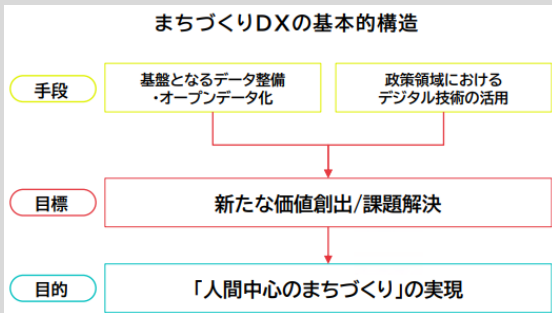 まちづくりDXの基本的構造
手段
基盤となるデータ整備
・オープンデータ化
政策領域における
デジタル技術の活用
目標
新たな価値創出/課題解決
目的
「人間中心のまちづくり」の実現